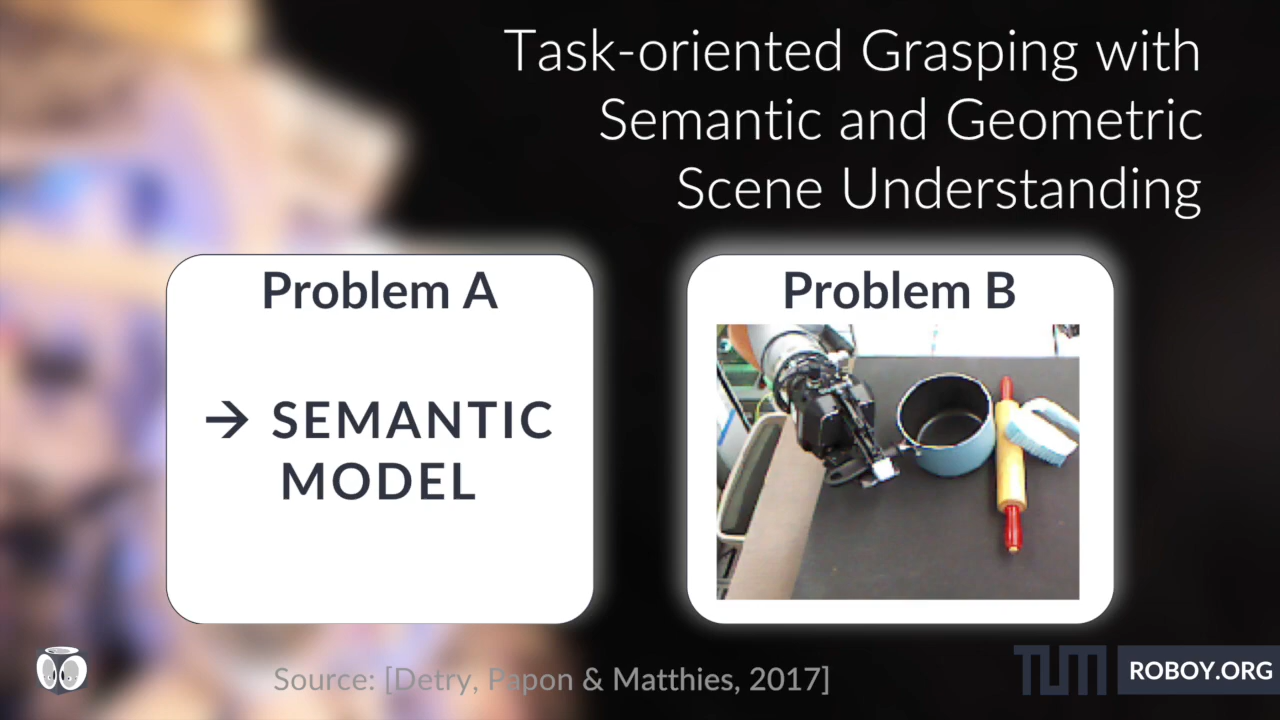 Task-oriented Grasping with
Semantic and Geometric
Scene Understanding
Problem A
→ SEMANTIC
MODEL
Problem B
Source: [Detry, Papon & Matthies, 2017]
TUM
ROBOY.ORG